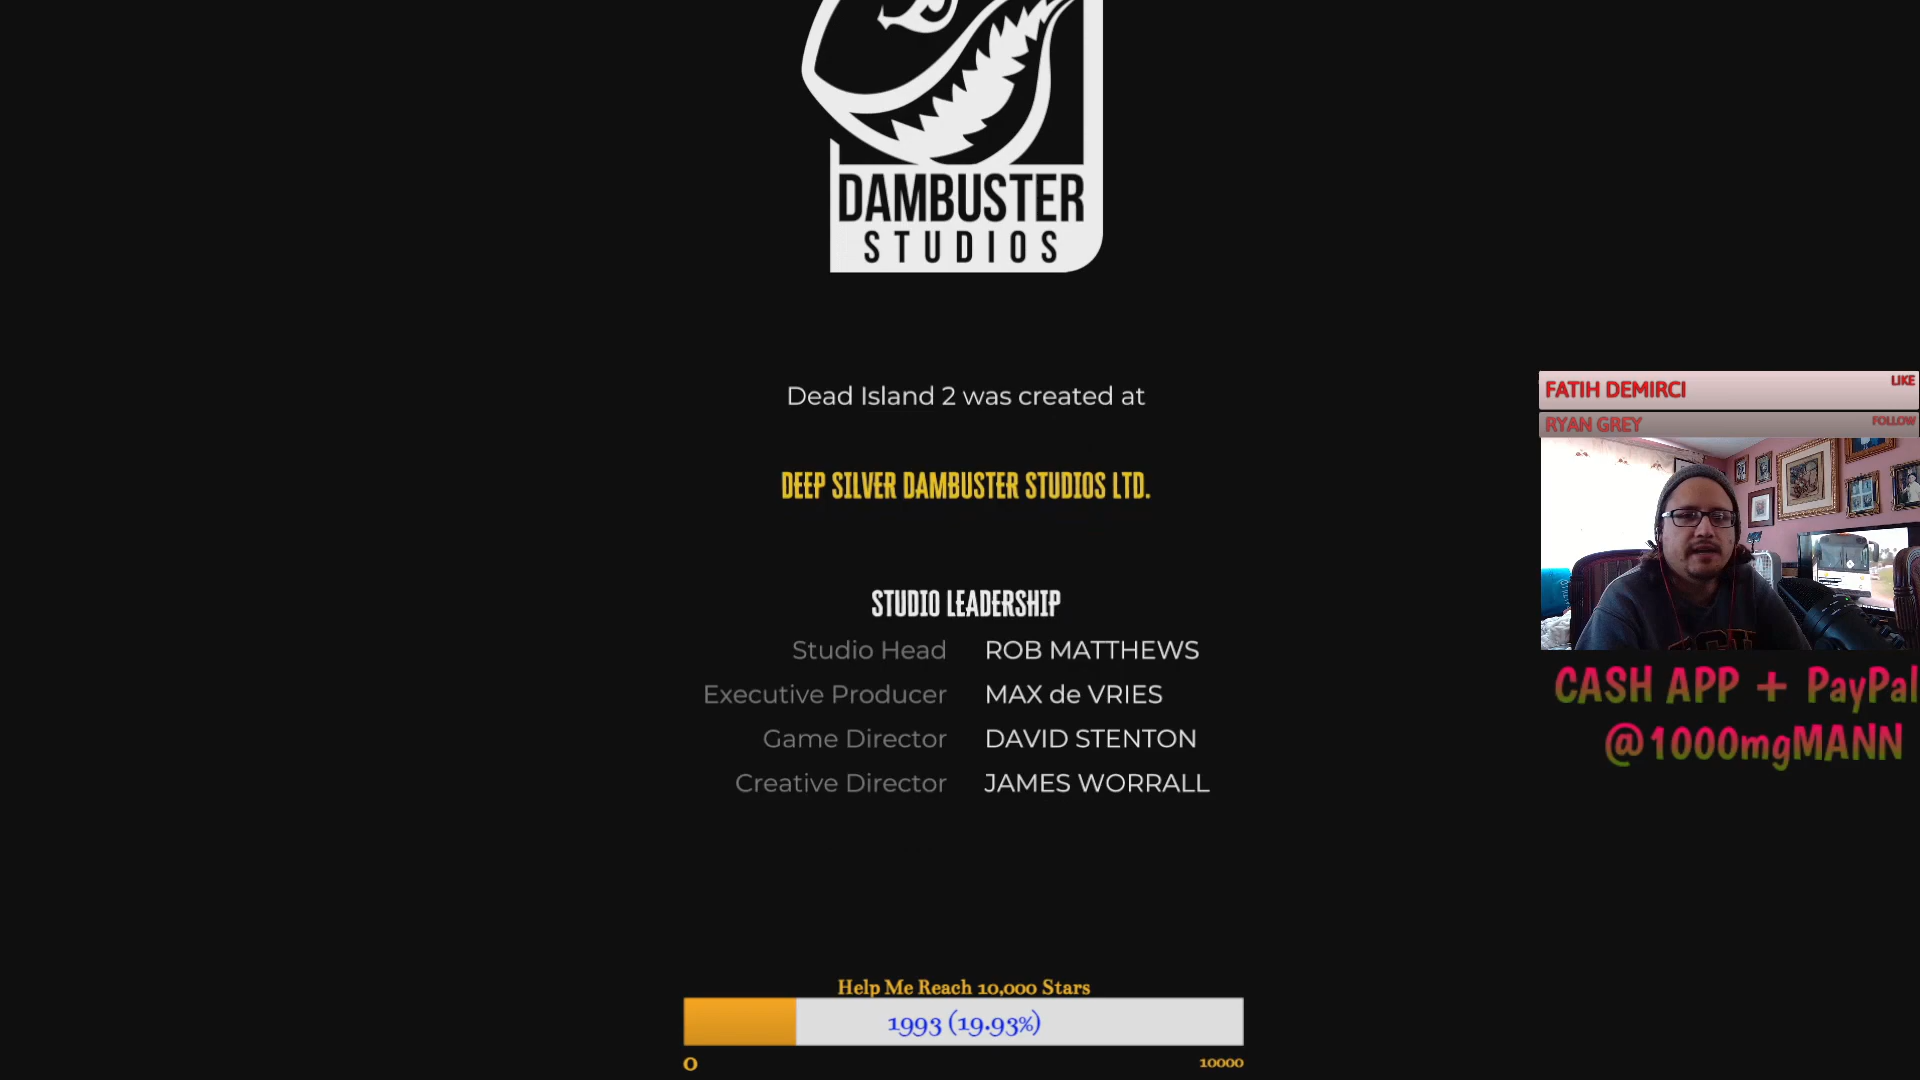 DAMBUSTER
STUDIOS
Dead Island 2 was created at
DEEP SILVER DAMBUSTER STUDIOS LTD.
STUDIO LEADERSHIP
Studio Head ROB MATTHEWS
Executive Producer MAX de VRIES
Game Director DAVID STENTON
Creative Director JAMES WORRALL
FATIH DEMIRCI LIKE
RYAN GREY FOLLOW
CASH APP + PayPal
@1000mgMANN
Help Me Reach 10,000 Stars
1993 (19.93%)
0 10000